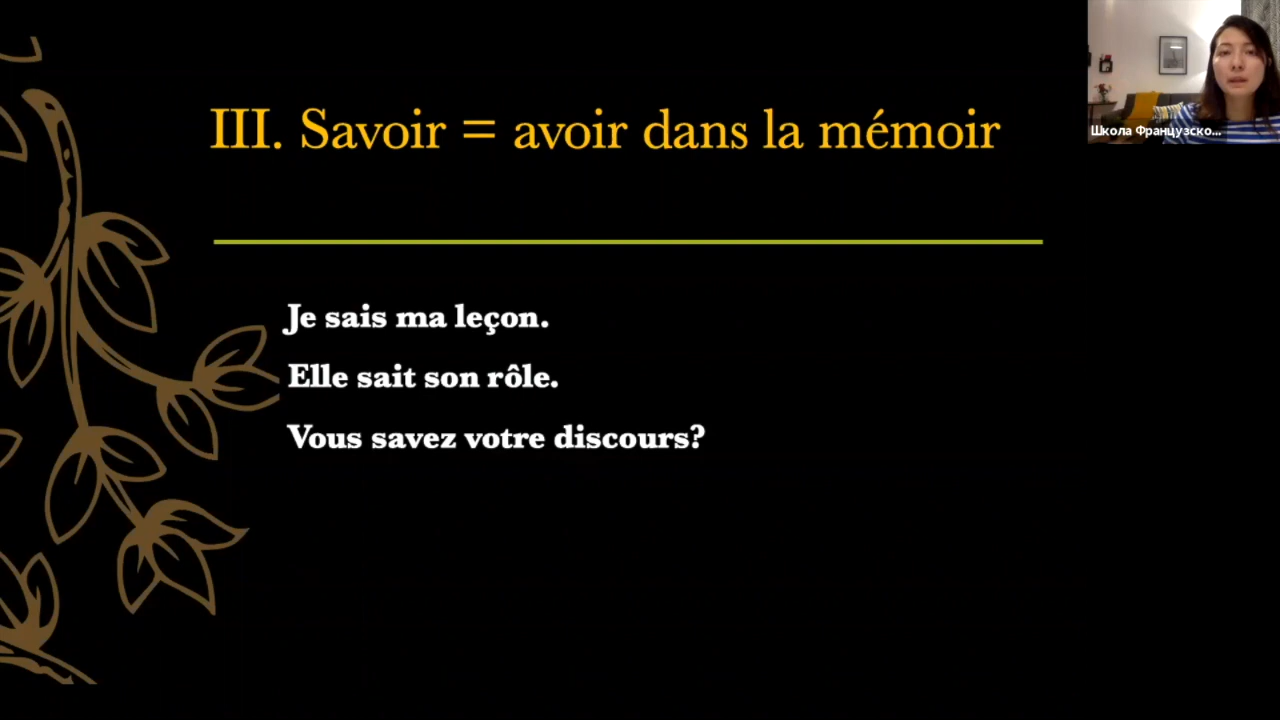 III. Savoir = avoir dans la mémoir
Школа Французско...
Je sais ma leçon.
Elle sait son rôle.
Vous savez votre discours?